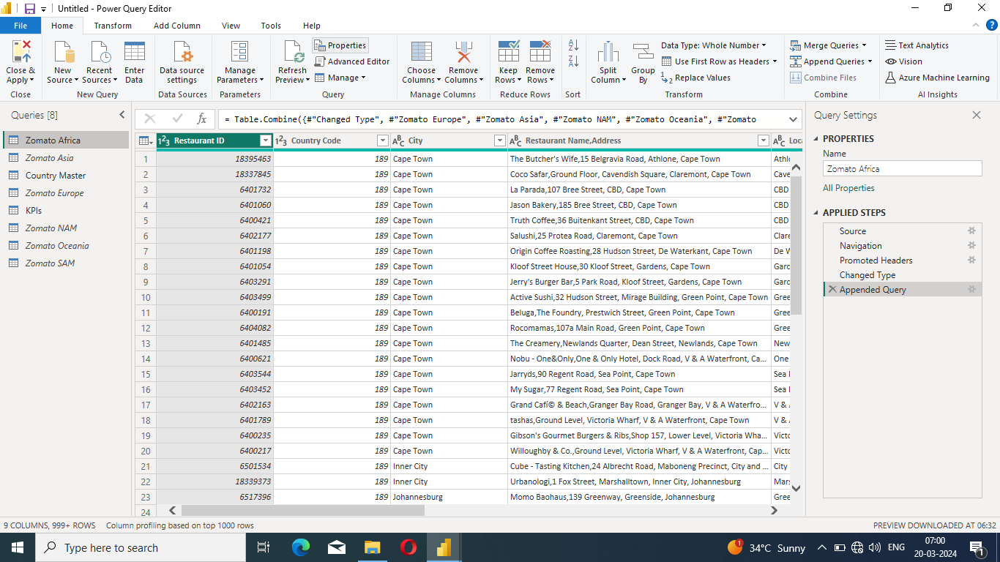 Untitled - Power Query Editor
File Home Transform Add Column View Tools Help
Close & Apply
Close
New Source
Recent Sources
Enter Data
New Query
Data source settings
Data Sources
Manage Parameters
Parameters
Refresh Preview
Properties
Advanced Editor
Manage
Query
Choose Columns
Remove Columns
Manage Columns
Keep Rows
Remove Rows
Reduce Rows
Sort
Split Column
Group By
Data Type: Whole Number
Use First Row as Headers
Replace Values
Transform
Merge Queries
Append Queries
Combine Files
Combine
Text Analytics
Vision
Azure Machine Learning
AI Insights
Queries [8]
Zomato Africa
Zomato Asia
Country Master
Zomato Europe
KPIs
Zomato NAM
Zomato Oceania
Zomato SAM
fx = Table.Combine({#"Changed Type", #"Zomato Europe", #"Zomato Asia", #"Zomato NAM", #"Zomato Oceania", #"Zomato
Restaurant ID Country Code City Restaurant Name,Address Loca
1 18395463 189 Cape Town The Butcher's Wife,15 Belgravia Road, Athlone, Cape Town Athlo
2 18337845 189 Cape Town Coco Safar,Ground Floor, Cavendish Square, Claremont, Cape Town Cave
3 6401732 189 Cape Town La Parada,107 Bree Street, CBD, Cape Town CBD
4 6401060 189 Cape Town Jason Bakery,185 Bree Street, CBD, Cape Town CBD
5 6400421 189 Cape Town Truth Coffee,36 Buitenkant Street, CBD, Cape Town CBD
6 6402177 189 Cape Town Salushi,25 Protea Road, Claremont, Cape Town Clare
7 6401198 189 Cape Town Origin Coffee Roasting,28 Hudson Street, De Waterkant, Cape Town De W
8 6401054 189 Cape Town Kloof Street House,30 Kloof Street, Gardens, Cape Town Gard
9 6403291 189 Cape Town Jerry's Burger Bar,5 Park Road, Kloof Street, Gardens, Cape Town Gard
10 6403499 189 Cape Town Active Sushi,32 Hudson Street, Mirage Building, Green Point, Cape Town Gree
11 6400191 189 Cape Town Beluga,The Foundry, Prestwich Street, Green Point, Cape Town Gree
12 6404082 189 Cape Town Rocomamas,107a Main Road, Green Point, Cape Town Gree
13 6401485 189 Cape Town The Creamery,Newlands Quarter, Dean Street, Newlands, Cape Town New
14 6400621 189 Cape Town Nobu - One&Only,One & Only Hotel, Dock Road, V & A Waterfront, Ca... One
15 6403544 189 Cape Town Jarryds,90 Regent Road, Sea Point, Cape Town Sea
16 6403452 189 Cape Town My Sugar,77 Regent Road, Sea Point, Cape Town Sea
17 6402163 189 Cape Town Grand Café© & Beach,Granger Bay Road, Granger Bay, V & A Waterfro... V &
18 6401789 189 Cape Town tashas,Ground Level, Victoria Wharf, V & A Waterfront, Cape Town V &
19 6400235 189 Cape Town Gibson's Gourmet Burgers & Ribs,Shop 157, Lower Level, Victoria Wha... Victo
20 6400217 189 Cape Town Willoughby & Co.,Ground Level, Victoria Wharf, V & A Waterfront, Cap... Victo
21 6501534 189 Inner City Cube - Tasting Kitchen,24 Albrecht Road, Maboneng Precinct, City and ... City
22 18339373 189 Inner City Urbanologi,1 Fox Street, Marshalltown, Inner City, Johannesburg Mars
23 6517396 189 Johannesburg Momo Baohaus,139 Greenway, Greenside, Johannesburg Gree
24
Query Settings
PROPERTIES
Name
Zomato Africa
All Properties
APPLIED STEPS
Source
Navigation
Promoted Headers
Changed Type
Appended Query
9 COLUMNS, 999+ ROWS Column profiling based on top 1000 rows PREVIEW DOWNLOADED AT 06:32
Type here to search
1 34°C Sunny ENG 07:00
20-03-2024 1